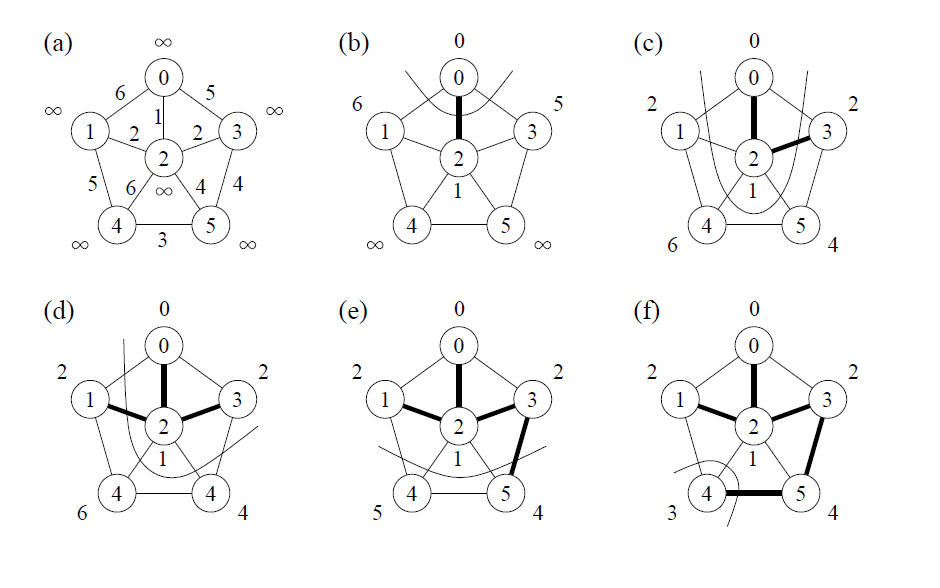 (a) ∞ (b) 0 (c) 0
0 0 0
6 5
∞ ∞ 6 5 2 2
1 1 2 2 3 1 3 1 3
2 2 2
5 6 ∞ 4 4 1 1
4 5 4 5 4 5
∞ 3 ∞ ∞ ∞ 6 4
(d) 0 (e) 0 (f) 0
0 0 0
2 2 2 2 2 2
1 3 1 3 1 3
2 2 2
1 1 1
4 4 4 5 4 5
6 4 5 4 3 4